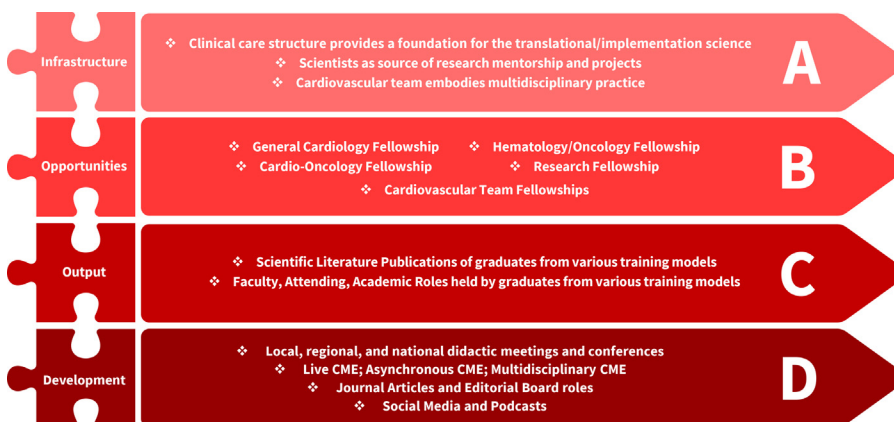 Infrastructure
❖ Clinical care structure provides a foundation for the translational/implementation science
❖ Scientists as source of research mentorship and projects
❖ Cardiovascular team embodies multidisciplinary practice
A
Opportunities
❖ General Cardiology Fellowship ❖ Hematology/Oncology Fellowship
❖ Cardio-Oncology Fellowship ❖ Research Fellowship
❖ Cardiovascular Team Fellowships
B
Output
❖ Scientific Literature Publications of graduates from various training models
❖ Faculty, Attending, Academic Roles held by graduates from various training models
C
Development
❖ Local, regional, and national didactic meetings and conferences
❖ Live CME; Asynchronous CME; Multidisciplinary CME
❖ Journal Articles and Editorial Board roles
❖ Social Media and Podcasts
D